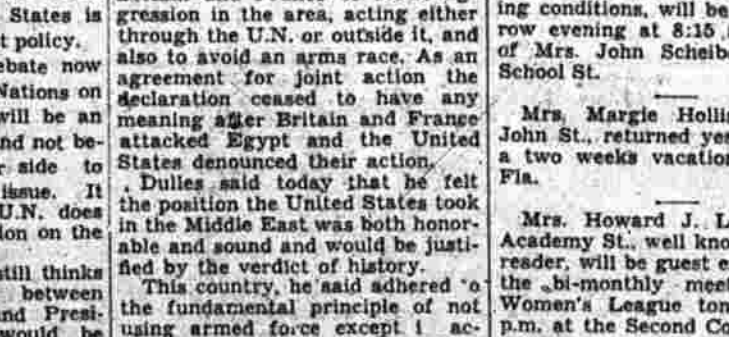 States is
t policy.
ebate now
Nations on
will be an
nd not be-
r side to
issue. It
U.N. does
ion on the
still thinks
between
nd Presi-
would be
gression in the area, acting either
through the U.N. or outside it, and
also to avoid an arms race. As an
agreement for joint action the
declaration ceased to have any
meaning after Britain and France
attacked Egypt and the United
States denounced their action.
Dulles said today that he felt
the position the United States took
in the Middle East was both honor-
able and sound and would be justi-
fied by the verdict of history.
This country, he said adhered "o
the fundamental principle of not
using armed force except i ac-
ing conditions, will be
row evening at 8:15
of Mrs. John Scheib
School St.
Mrs. Margie Hollis
John St., returned yes
a two weeks vacation
Fla.
Mrs. Howard J. L
Academy St., well kno
reader, will be guest e
the bi-monthly meet
Women's League ton
p.m. at the Second Co